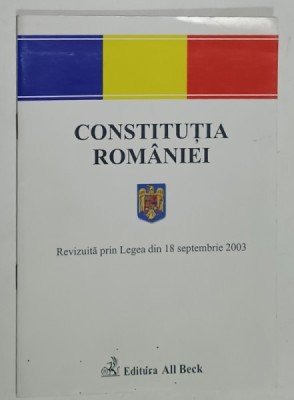 CONSTITUȚIA
ROMÂNIEI
Revizuită prin Legea din 18 septembrie 2003
Editura All Beck